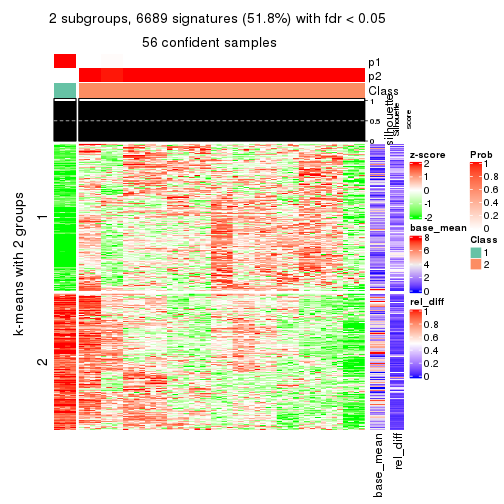 2 subgroups, 6689 signatures (51.8%) with fdr < 0.05
56 confident samples
p1
p2
Class
1
0.5
0
silhouette
Silhouette
score
k-means with 2 groups
1
2
base_mean
rel_diff
z-score
2
1
0
-1
-2
base_mean
8
6
4
2
0
rel_diff
1
0.8
0.6
0.4
0.2
0
Prob
1
0.8
0.6
0.4
0.2
0
Class
1
2